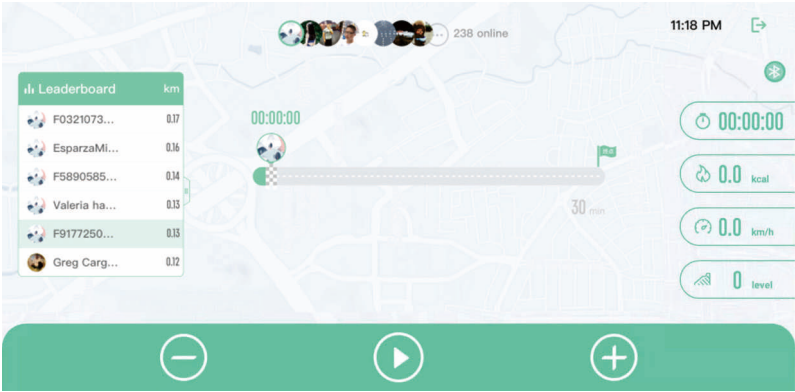 238 online
11:18 PM
Leaderboard km
F0321073... 0.17
EsparzaMi... 0.16
F5890585... 0.14
Valeria ha... 0.13
F9177250... 0.13
Greg Carg... 0.12
00:00:00
30 min
00:00:00
0.0 kcal
0.0 km/h
0 level